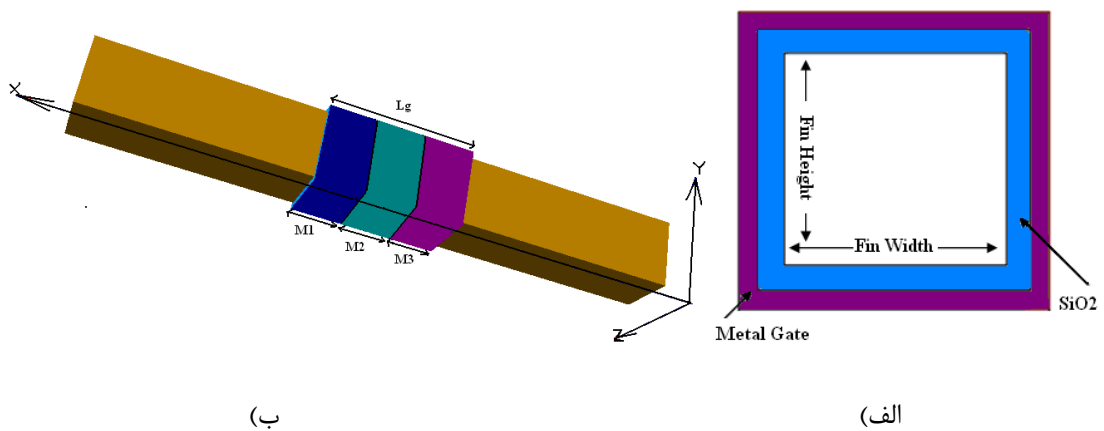 X
Lg
M1
M2
M3
Y
Z
Fin Height
Fin Width
SiO2
Metal Gate
الف)
ب)